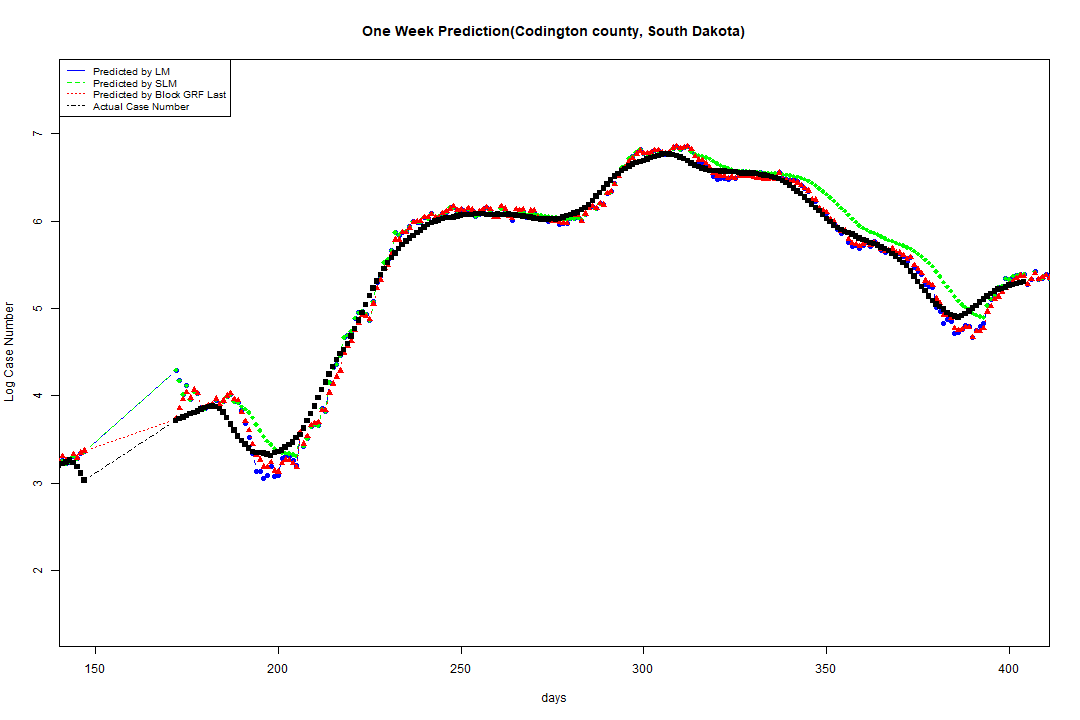 One Week Prediction(Codington county, South Dakota)
Predicted by LM
Predicted by SLM
Predicted by Block GRF Last
Actual Case Number
7
6
5
4
3
2
Log Case Number
150 200 250 300 350 400
days